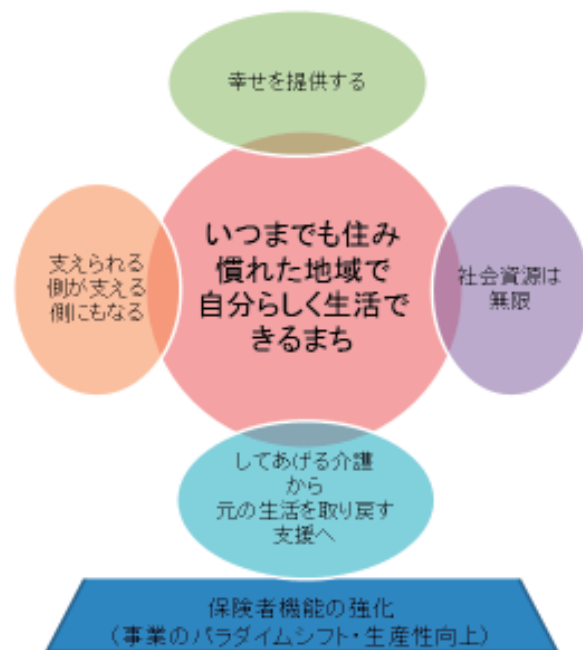 幸せを提供する
いつまでも住み
慣れた地域で
自分らしく生活で
きるまち
支えられる
側が支える
側にもなる
社会資源は
無限
してあげる介護
から
元の生活を取り戻す
支援へ
保険者機能の強化
（事業のパラダイムシフト・生産性向上）